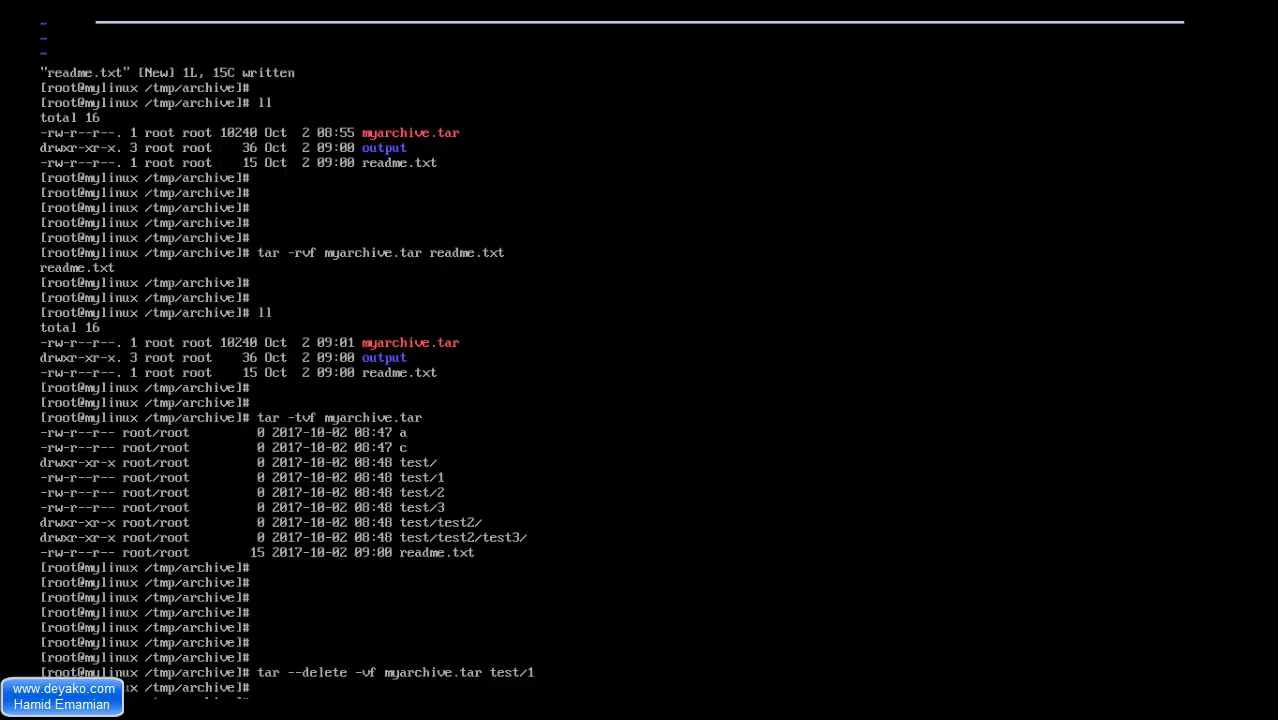 ~
~
~
"readme.txt" [New] 1L, 15C written
[root@mylinux /tmp/archive]#
[root@mylinux /tmp/archive]# ll
total 16
-rw-r--r--. 1 root root 10240 Oct  2 08:55 myarchive.tar
drwxr-xr-x. 3 root root    36 Oct  2 09:00 output
-rw-r--r--. 1 root root    15 Oct  2 09:00 readme.txt
[root@mylinux /tmp/archive]#
[root@mylinux /tmp/archive]#
[root@mylinux /tmp/archive]#
[root@mylinux /tmp/archive]#
[root@mylinux /tmp/archive]#
[root@mylinux /tmp/archive]# tar -rvf myarchive.tar readme.txt
readme.txt
[root@mylinux /tmp/archive]#
[root@mylinux /tmp/archive]#
[root@mylinux /tmp/archive]# ll
total 16
-rw-r--r--. 1 root root 10240 Oct  2 09:01 myarchive.tar
drwxr-xr-x. 3 root root    36 Oct  2 09:00 output
-rw-r--r--. 1 root root    15 Oct  2 09:00 readme.txt
[root@mylinux /tmp/archive]#
[root@mylinux /tmp/archive]#
[root@mylinux /tmp/archive]# tar -tvf myarchive.tar
-rw-r--r-- root/root         0 2017-10-02 08:47 a
-rw-r--r-- root/root         0 2017-10-02 08:47 c
drwxr-xr-x root/root         0 2017-10-02 08:48 test/
-rw-r--r-- root/root         0 2017-10-02 08:48 test/1
-rw-r--r-- root/root         0 2017-10-02 08:48 test/2
-rw-r--r-- root/root         0 2017-10-02 08:48 test/3
drwxr-xr-x root/root         0 2017-10-02 08:48 test/test2/
drwxr-xr-x root/root         0 2017-10-02 08:48 test/test2/test3/
-rw-r--r-- root/root        15 2017-10-02 09:00 readme.txt
[root@mylinux /tmp/archive]#
[root@mylinux /tmp/archive]#
[root@mylinux /tmp/archive]#
[root@mylinux /tmp/archive]#
[root@mylinux /tmp/archive]#
[root@mylinux /tmp/archive]#
[root@mylinux /tmp/archive]#
[root@mylinux /tmp/archive]# tar --delete -vf myarchive.tar test/1
linux /tmp/archive]#
www.deyako.com
Hamid Emamian